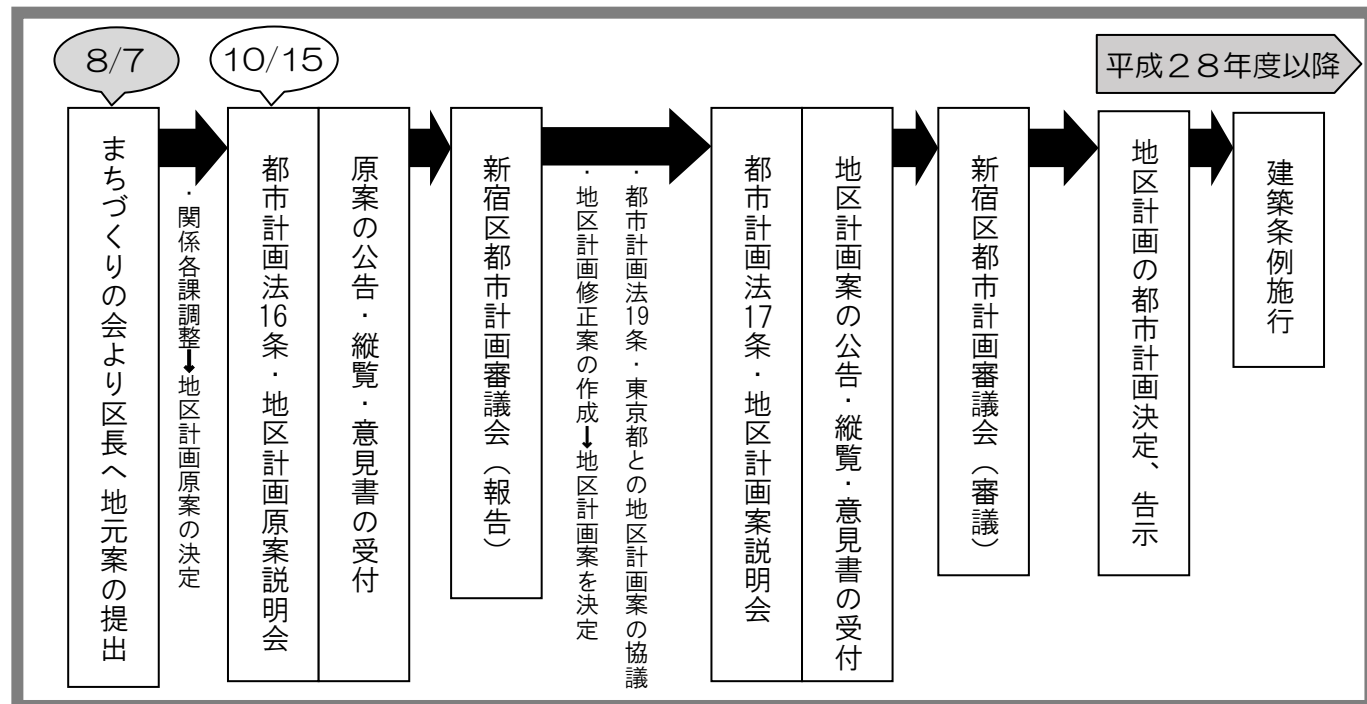 8/7
10/15
平成２８年度以降
まちづくりの会より区長へ地元案の提出
・関係各課調整➡地区計画原案の決定
都市計画法16条・地区計画原案説明会
原案の公告・縦覧・意見書の受付
新宿区都市計画審議会（報告）
・地区計画修正案の作成➡地区計画案を決定
・都市計画法19条・東京都との地区計画案の協議
都市計画法17条・地区計画案説明会
地区計画案の公告・縦覧・意見書の受付
新宿区都市計画審議会（審議）
地区計画の都市計画決定、告示
建築条例施行